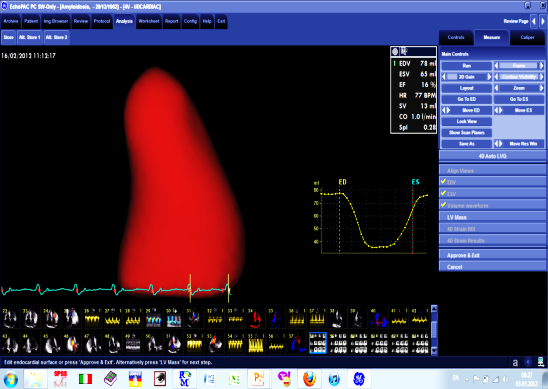 EchoPAC PC SW-Only - [Amyloidosis, - 20/12/1962] - [4V - UDCARDIAC]
Archive Patient Img Browser Review Protocol Analysis Worksheet Report Config Help Exit Review Page
Store Alt. Store 1 Alt. Store 2
Controls Measure Caliper
16/02/2012 11:12:17
1 EDV 78 ml
ESV 65 ml
EF 16 %
HR 77 BPM
SV 13 ml
CO 1.0 l/min
SpI 0.28
Main Controls
Run Frame
2D Gain Contour Visibility
Layout Zoom
Go To ED Go To ES
Move ED Move ES
Lock View
Show Scan Planes
Save As Move Nes Win
4D Auto LVQ
Align Views
EDV
ESV
Volume waveform
LV Mass
4D Strain ROI
4D Strain Results
Approve & Exit
Cancel
ml ED ES
80
70
60
50
40
Edit endocardial surface or press "Approve & Exit". Alternatively press "LV Mass" for next step.
SPSS